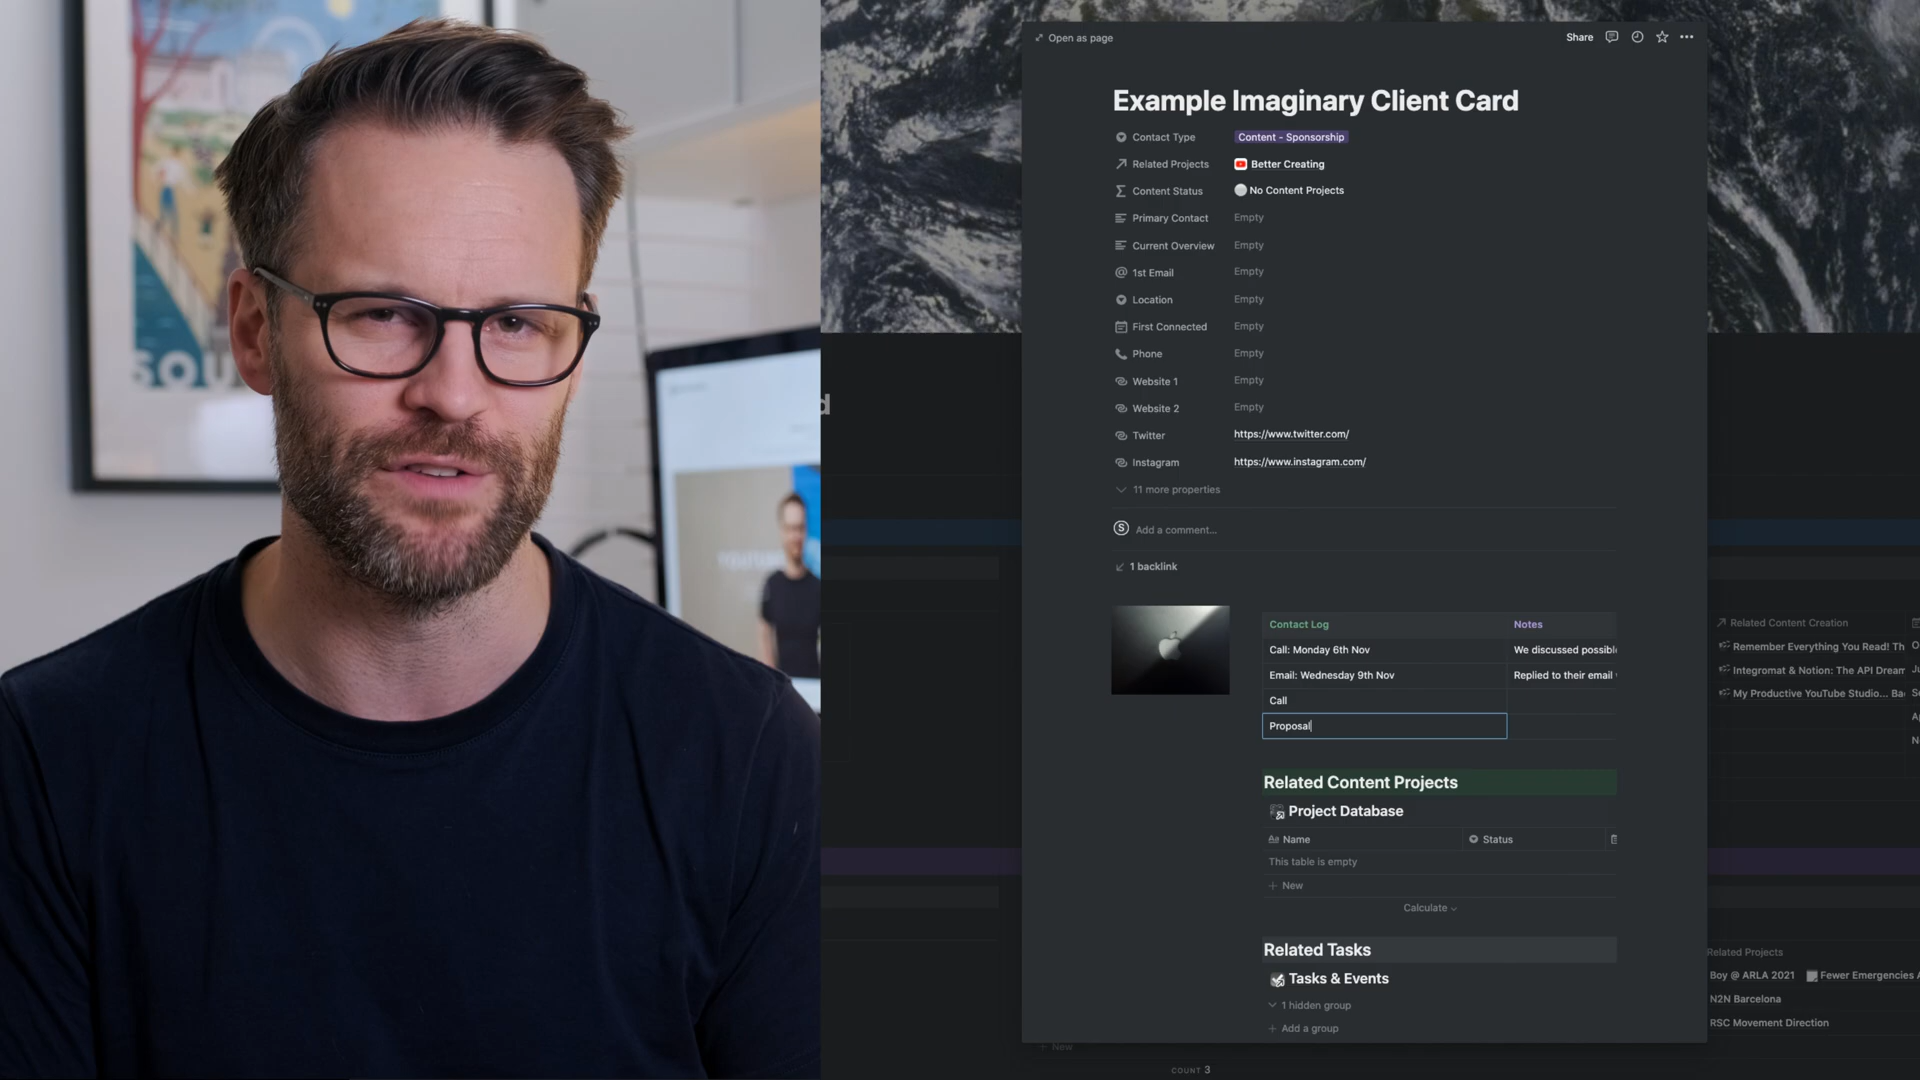 SOU
d
Open as page
Share
Example Imaginary Client Card
Contact Type
Content - Sponsorship
Related Projects
Better Creating
Content Status
No Content Projects
Primary Contact
Empty
Current Overview
Empty
1st Email
Empty
Location
Empty
First Connected
Empty
Phone
Empty
Website 1
Empty
Website 2
Empty
Twitter
https://www.twitter.com/
Instagram
https://www.instagram.com/
11 more properties
S
Add a comment...
1 backlink
Contact Log
Notes
Call: Monday 6th Nov
We discussed possible
Email: Wednesday 9th Nov
Replied to their email
Call
Proposal
Related Content Projects
Project Database
Aa Name
Status
This table is empty
+ New
Calculate
Related Tasks
Tasks & Events
1 hidden group
+ Add a group
+ New
COUNT 3
Related Content Creation
Remember Everything You Read! Th
Integromat & Notion: The API Dream
My Productive YouTube Studio... Ba
Related Projects
Boy @ ARLA 2021
Fewer Emergencies A
N2N Barcelona
RSC Movement Direction